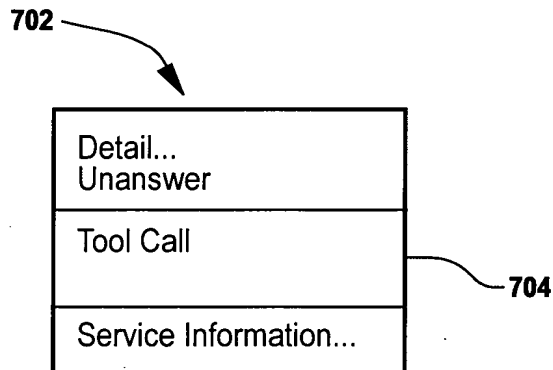 702
Detail...
Unanswer
Tool Call
704
Service Information...